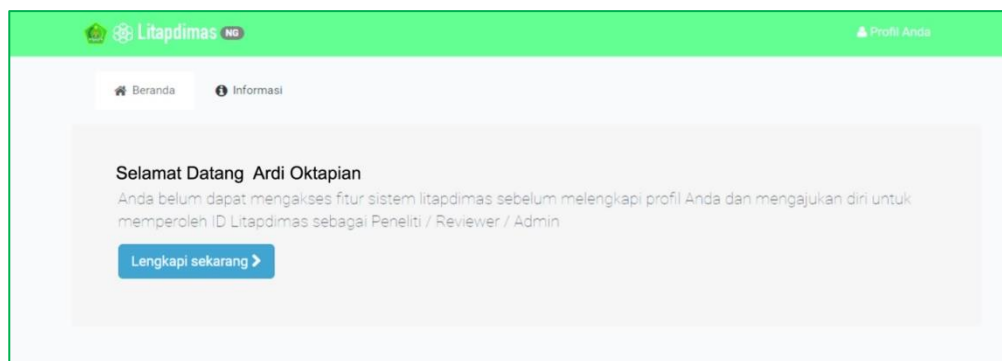 Litapdimas NG
Profil Anda
Beranda
Informasi
Selamat Datang Ardi Oktapian
Anda belum dapat mengakses fitur sistem litapdimas sebelum melengkapi profil Anda dan mengajukan diri untuk
memperoleh ID Litapdimas sebagai Peneliti / Reviewer / Admin
Lengkapi sekarang